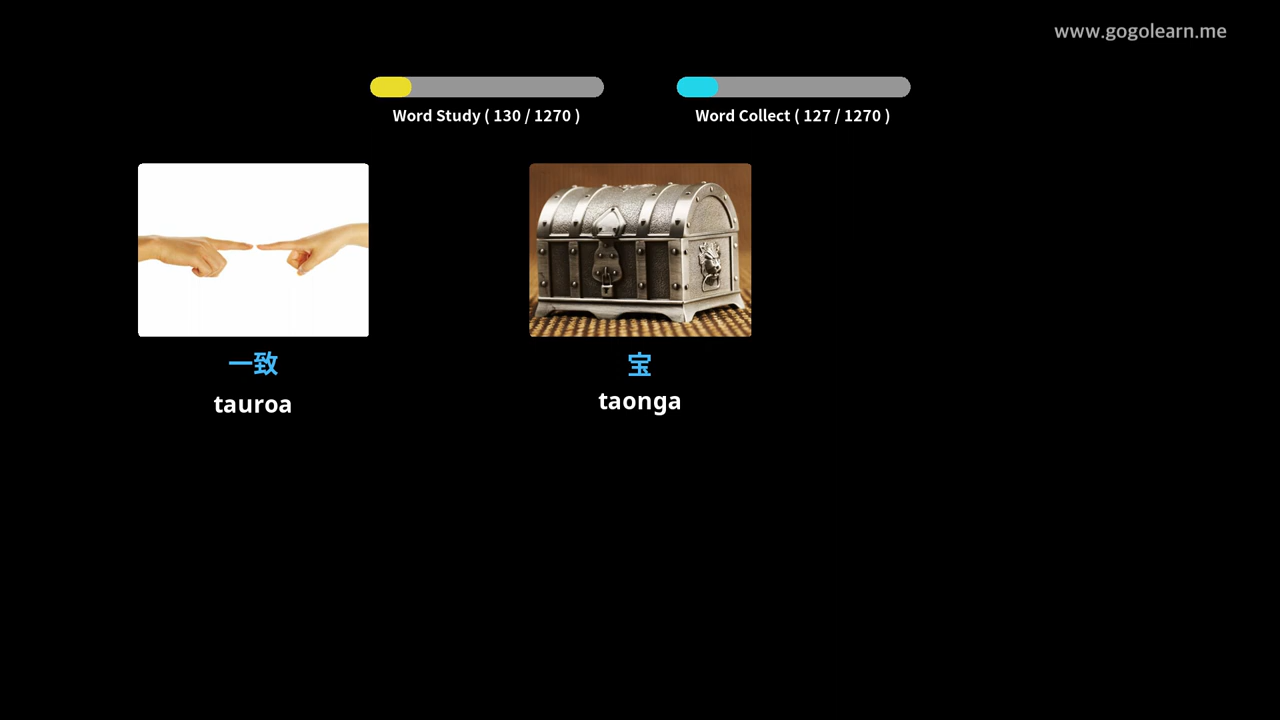 www.gogolearn.me
Word Study ( 130 / 1270 )
Word Collect ( 127 / 1270 )
一致
tauroa
宝
taonga